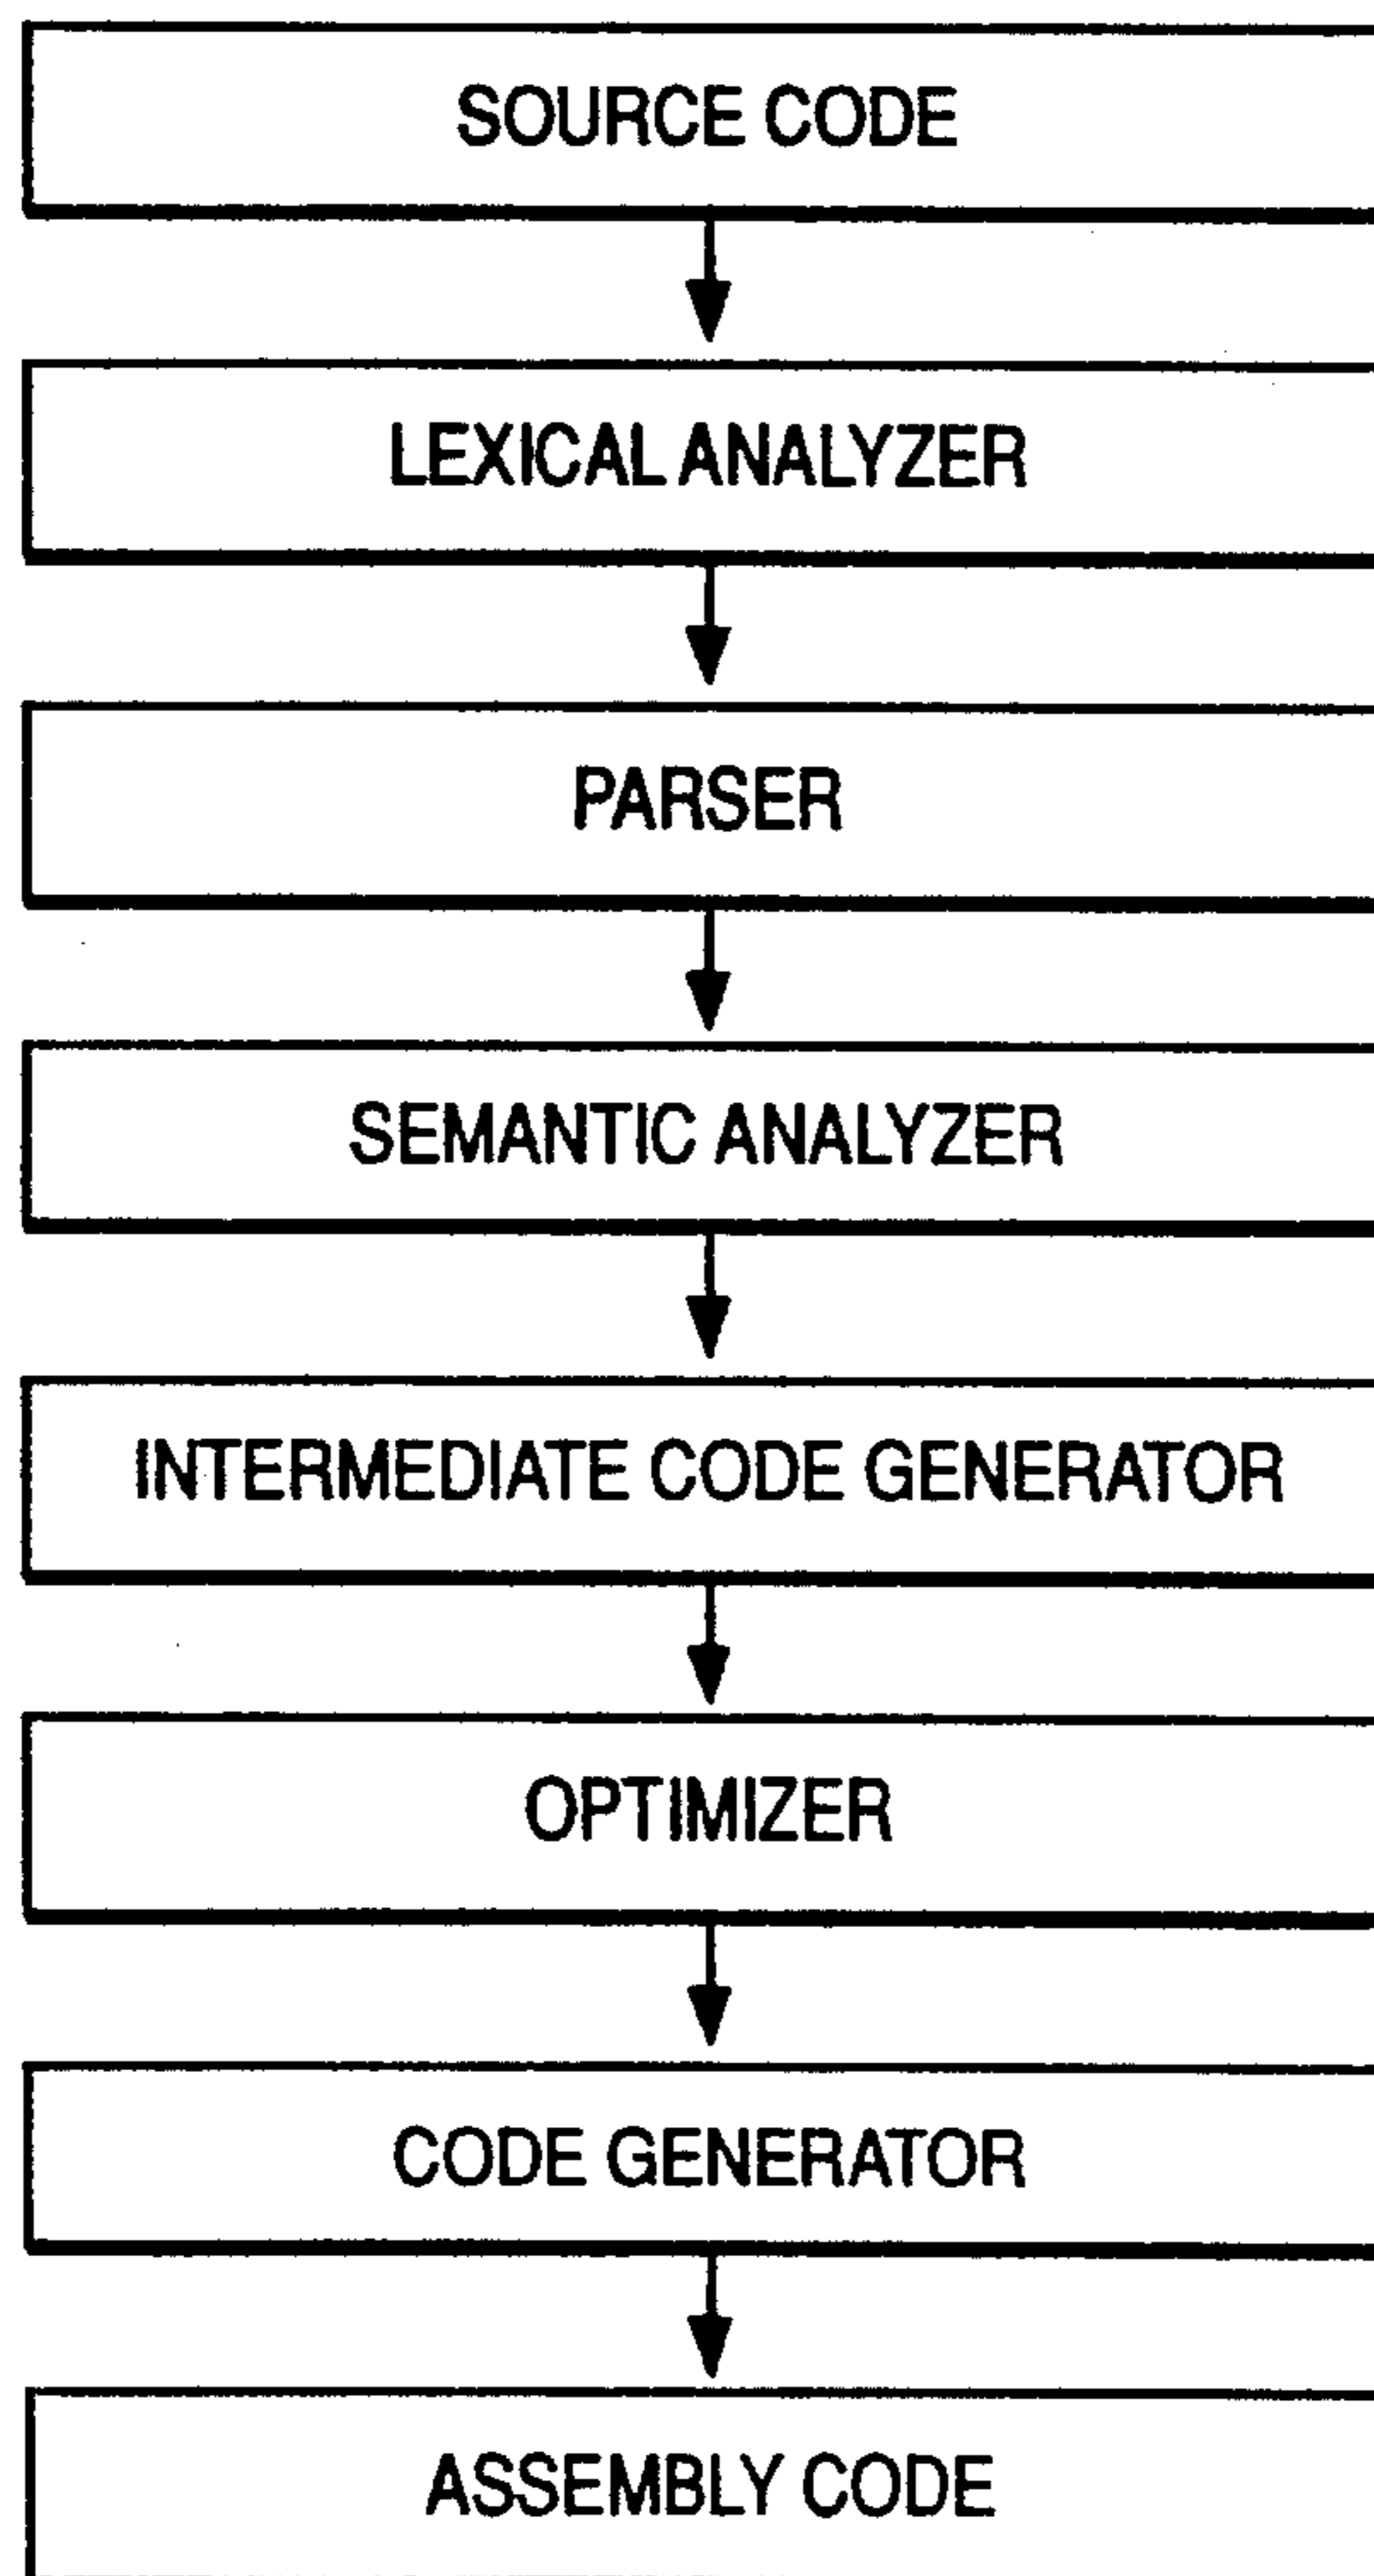 SOURCE CODE
LEXICAL ANALYZER
PARSER
SEMANTIC ANALYZER
INTERMEDIATE CODE GENERATOR
OPTIMIZER
CODE GENERATOR
ASSEMBLY CODE